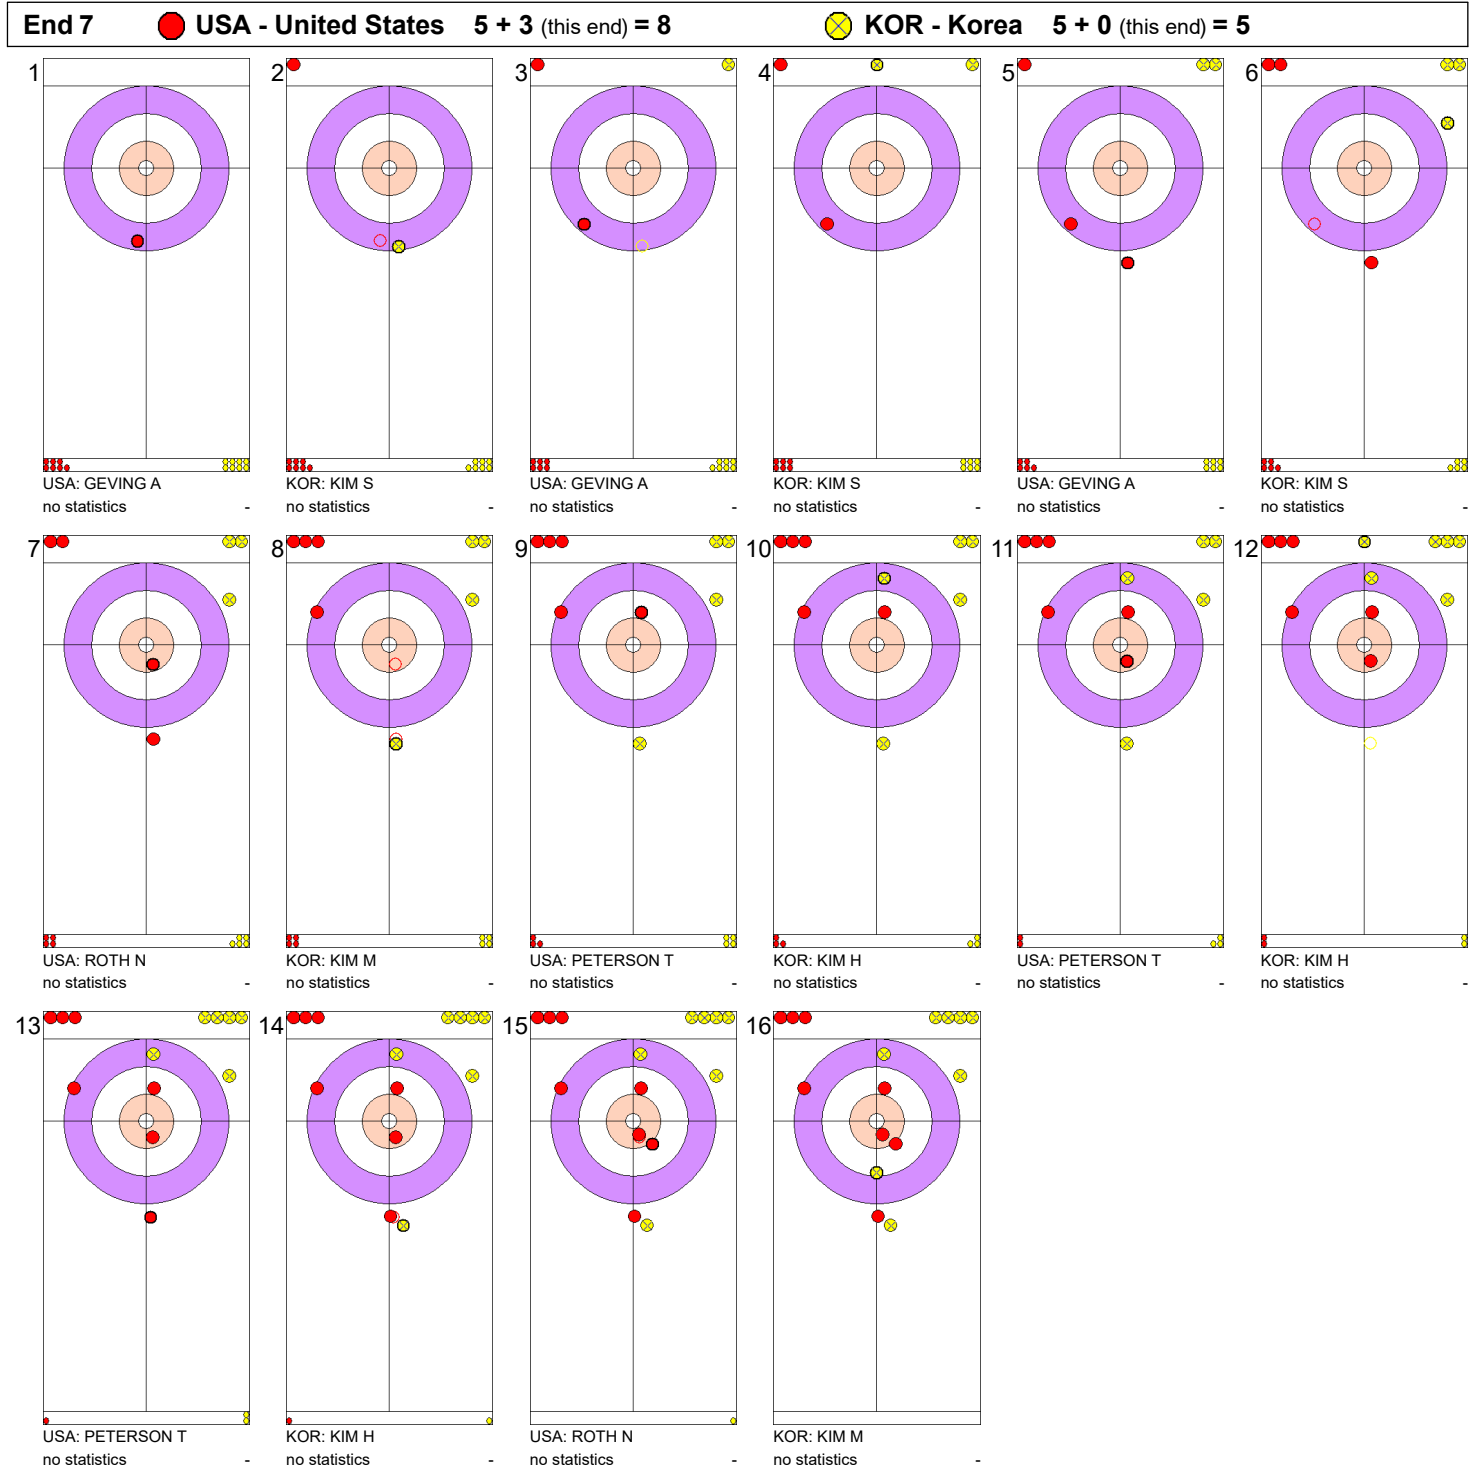 End 7 USA - United States 5 + 3 (this end) = 8 KOR - Korea 5 + 0 (this end) = 5
1 2 3 4 5 6
USA: GEVING A KOR: KIM S USA: GEVING A KOR: KIM S USA: GEVING A KOR: KIM S
no statistics - no statistics - no statistics - no statistics - no statistics - no statistics -
7 8 9 10 11 12
USA: ROTH N KOR: KIM M USA: PETERSON T KOR: KIM H USA: PETERSON T KOR: KIM H
no statistics - no statistics - no statistics - no statistics - no statistics - no statistics -
13 14 15 16
USA: PETERSON T KOR: KIM H USA: ROTH N KOR: KIM M
no statistics - no statistics - no statistics - no statistics -